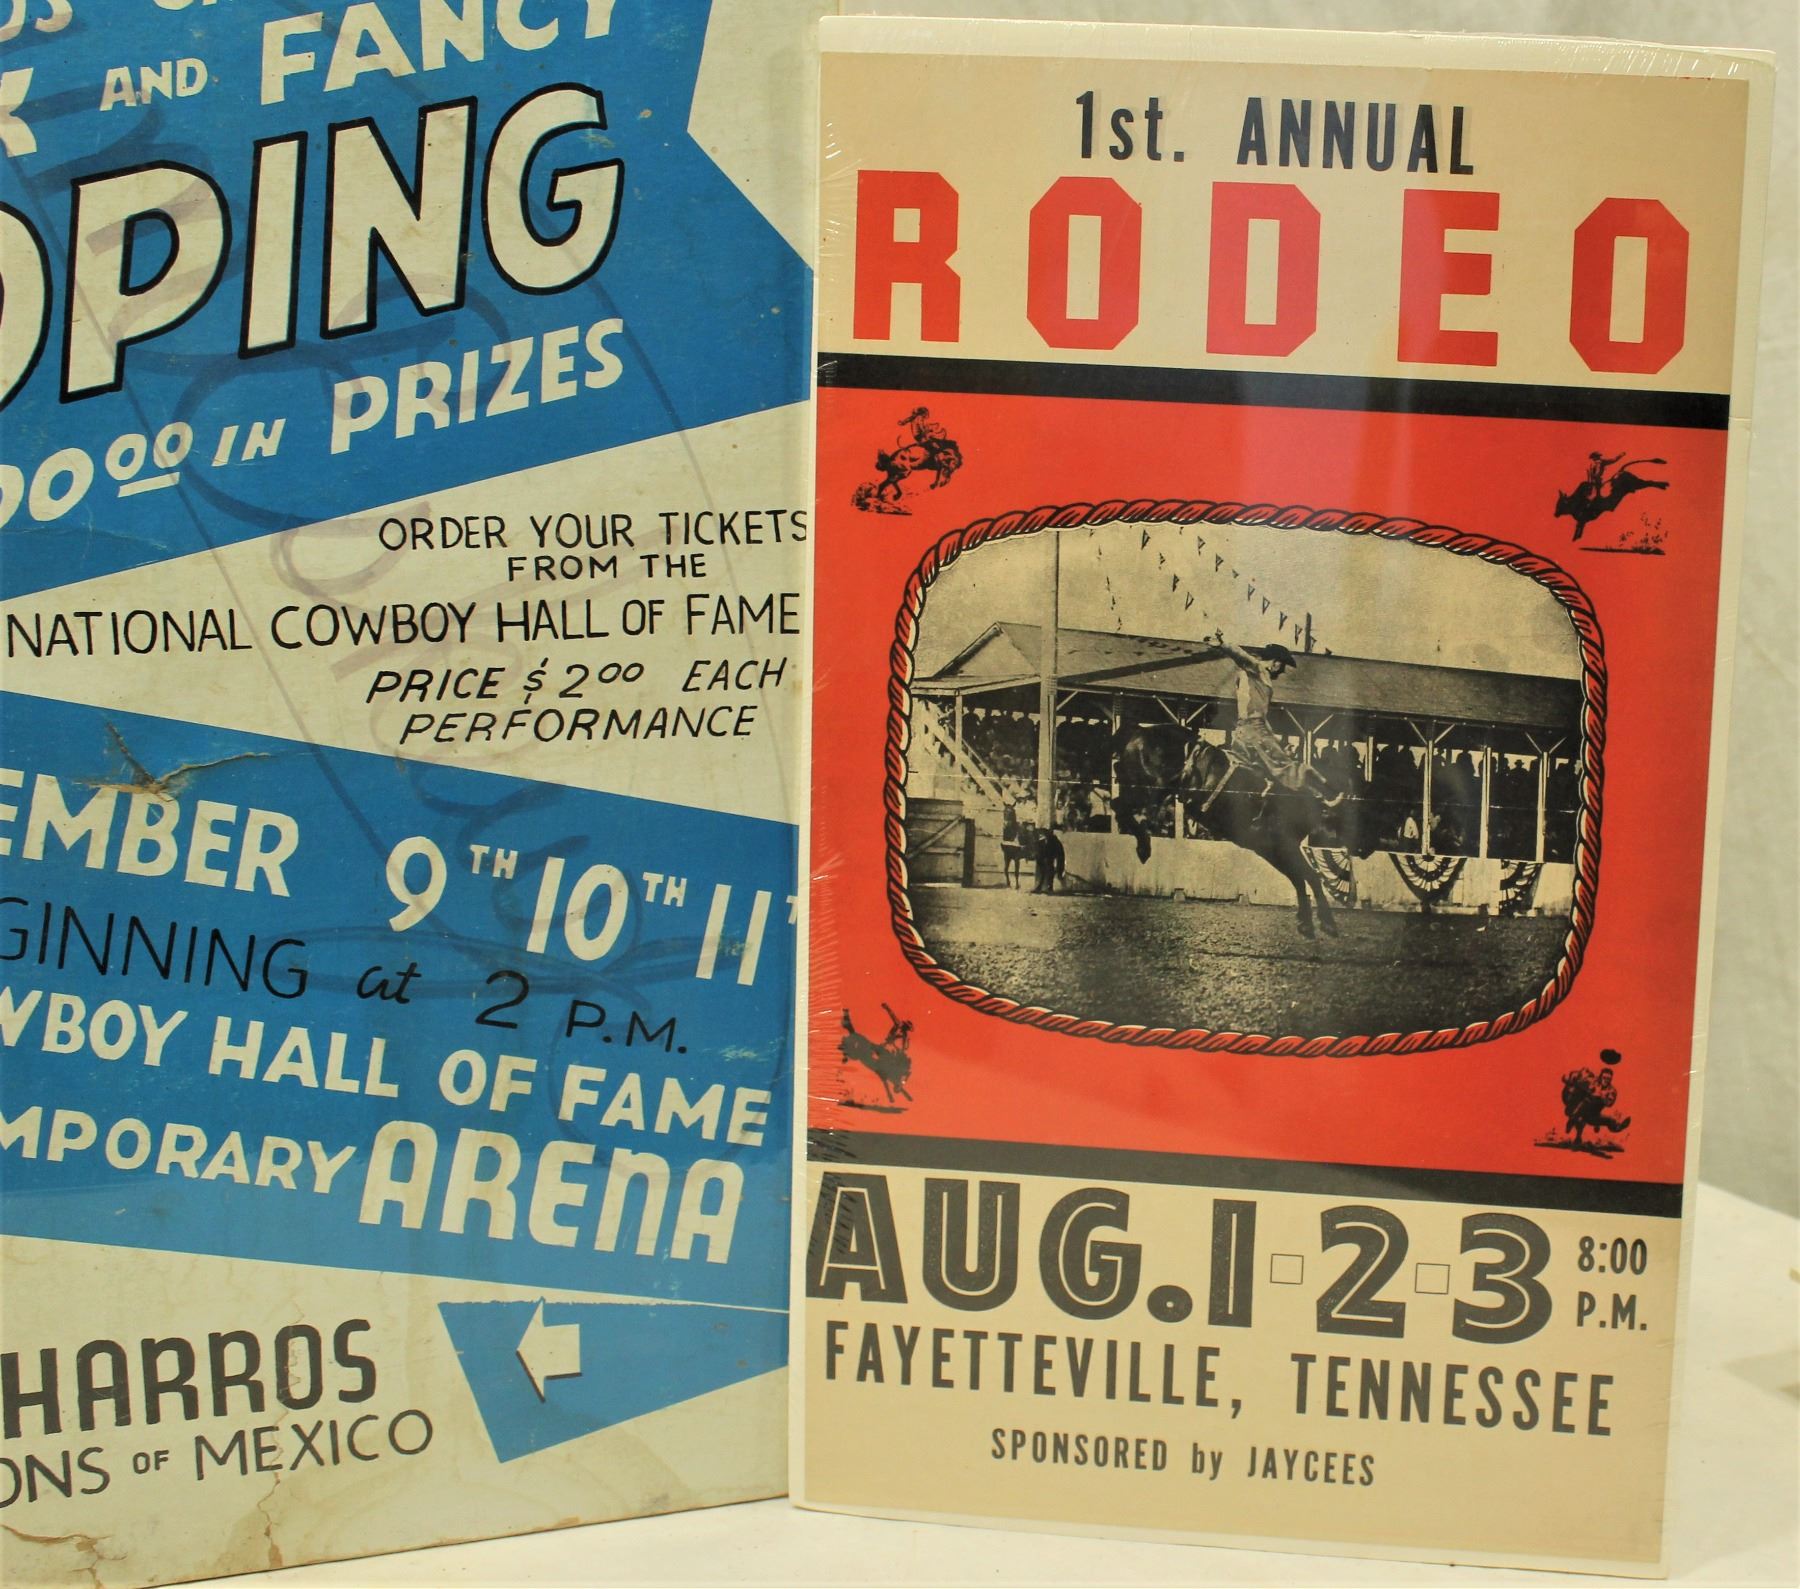 AND FANCY
PING
00 IN PRIZES
ORDER YOUR TICKETS
FROM THE
NATIONAL COWBOY HALL OF FAME
PRICE $2.00 EACH
PERFORMANCE
EMBER 9TH 10TH 11
GINNING at 2 P.M.
WBOY HALL OF FAME
MPORARY ARENA
HARROS
ONS OF MEXICO
1st. ANNUAL
RODEO
AUG. 1-2-3 8:00
P.M.
FAYETTEVILLE, TENNESSEE
SPONSORED by JAYCEES